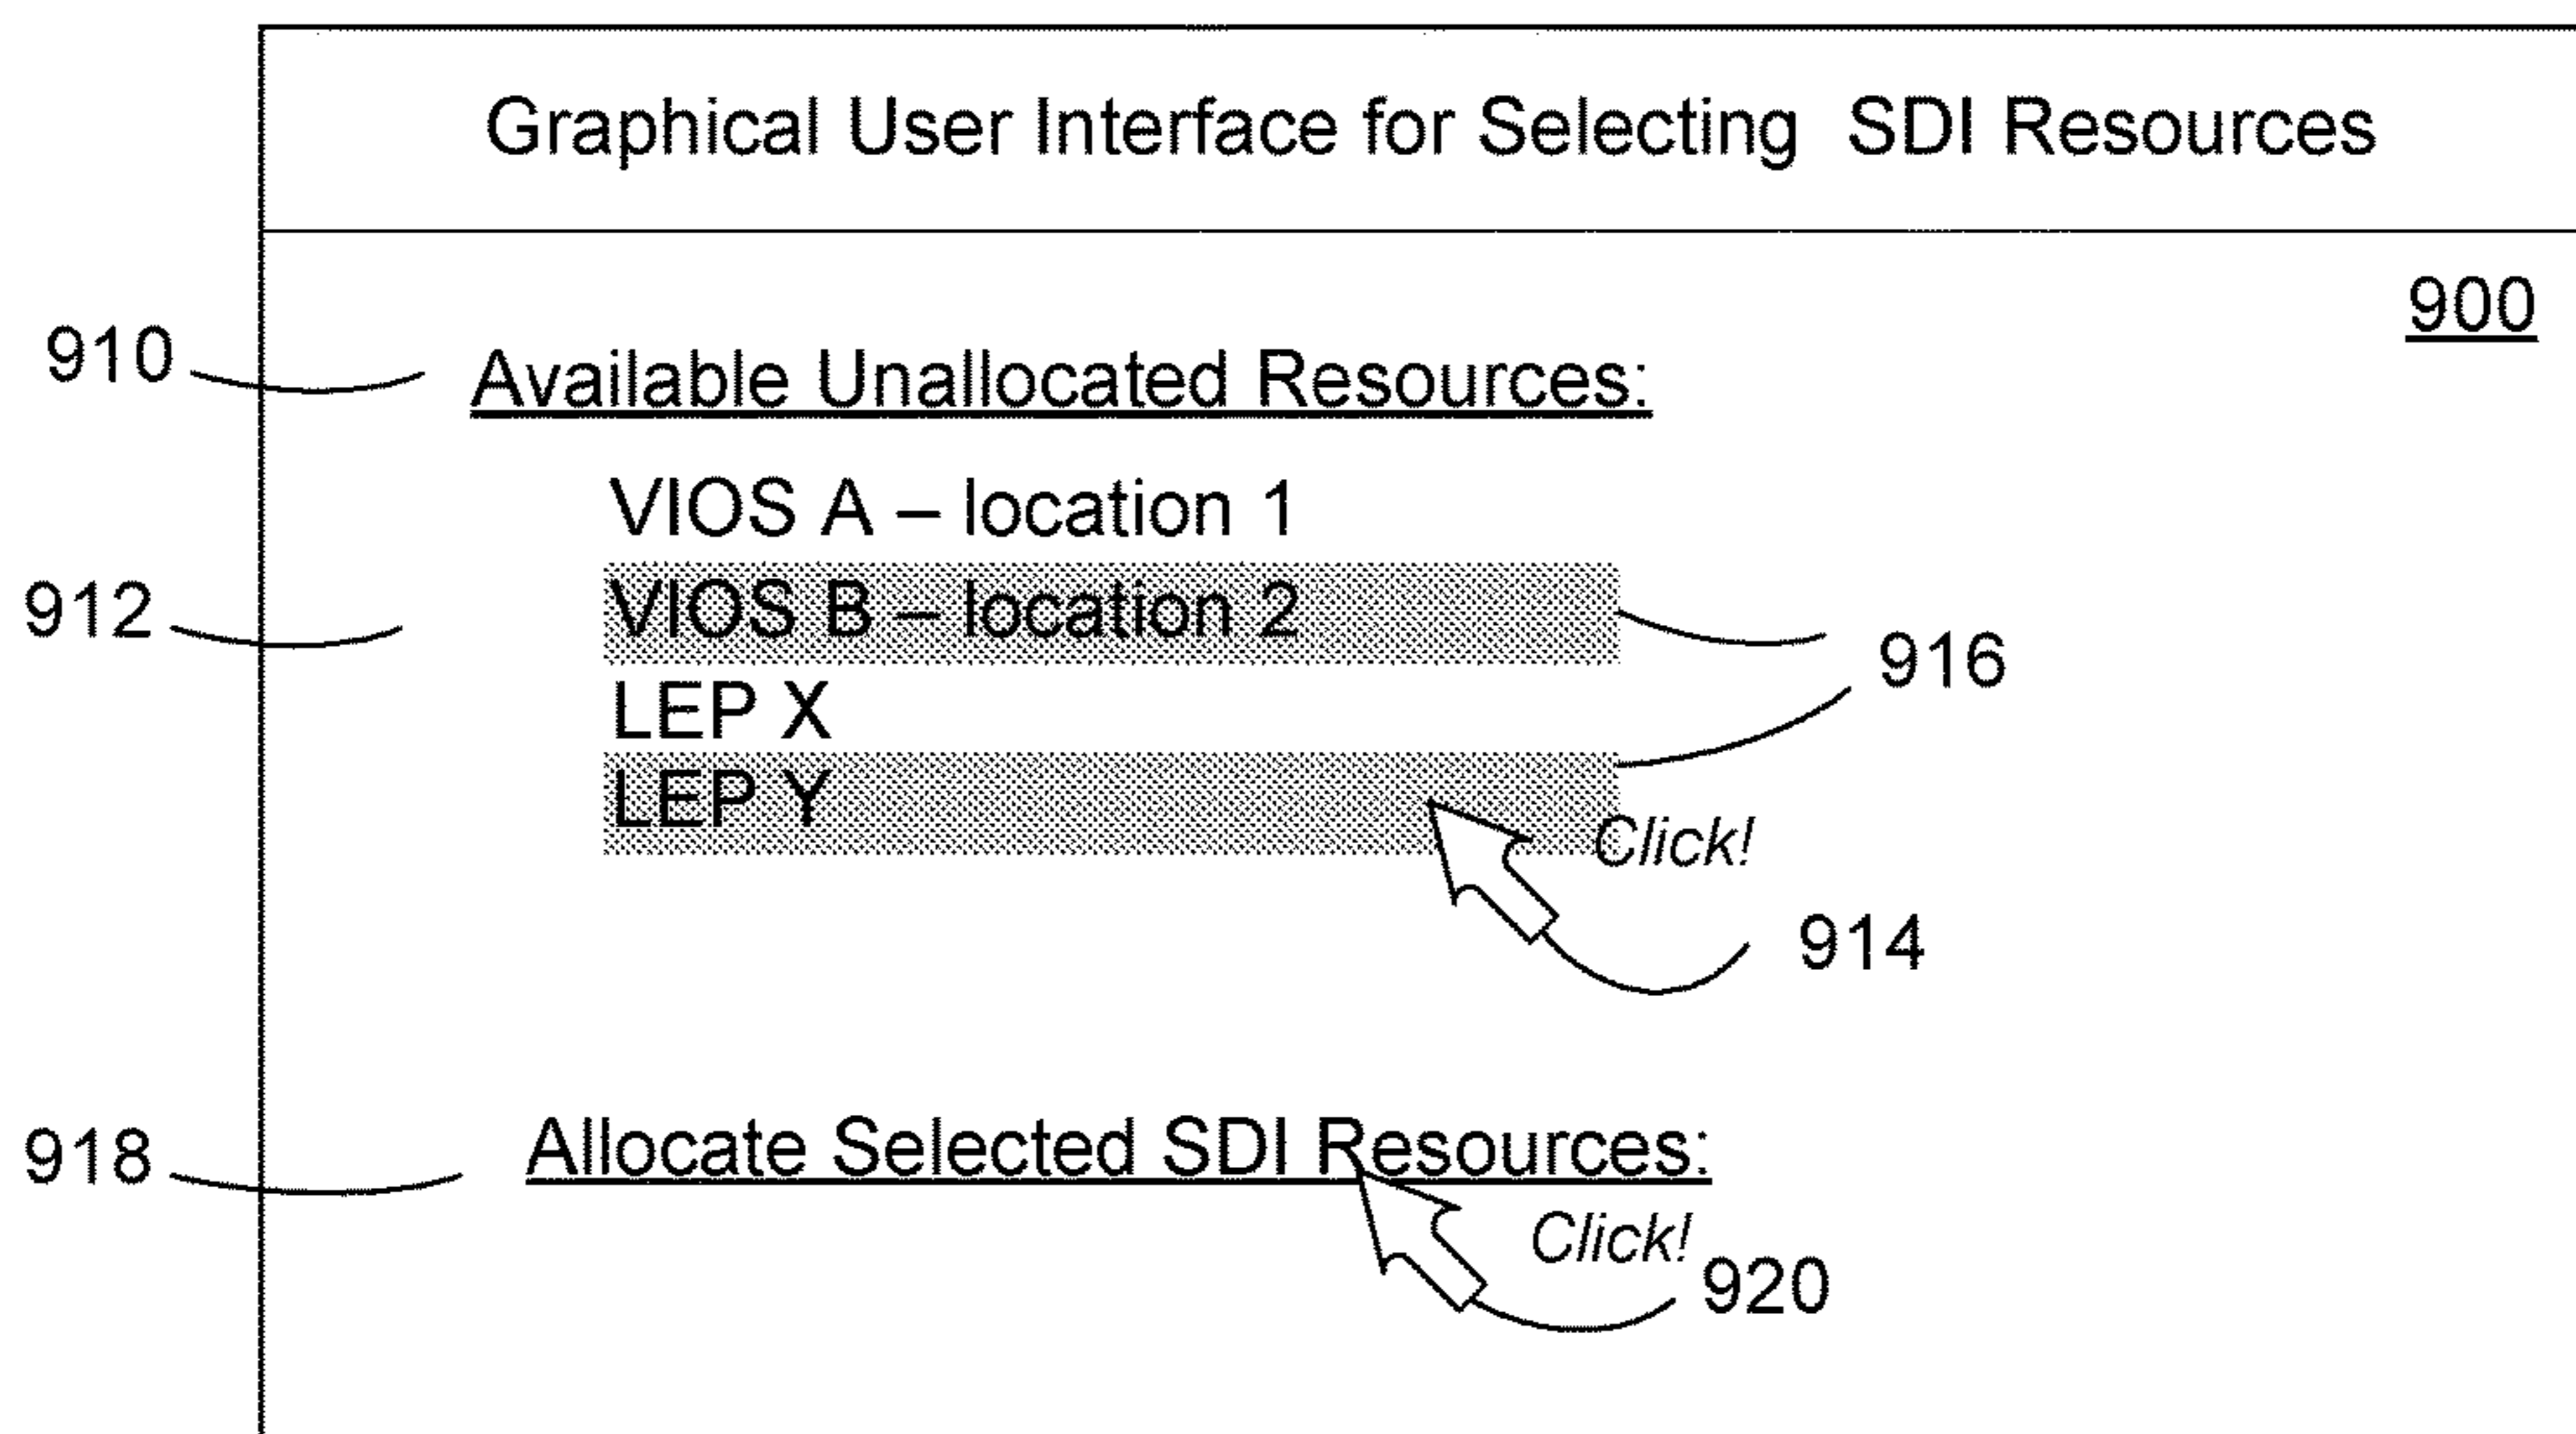 Graphical User Interface for Selecting SDI Resources
900
910
Available Unallocated Resources:
VIOS A – location 1
912
VIOS B – location 2
916
LEP X
LEP Y
Click!
914
918
Allocate Selected SDI Resources:
Click!
920